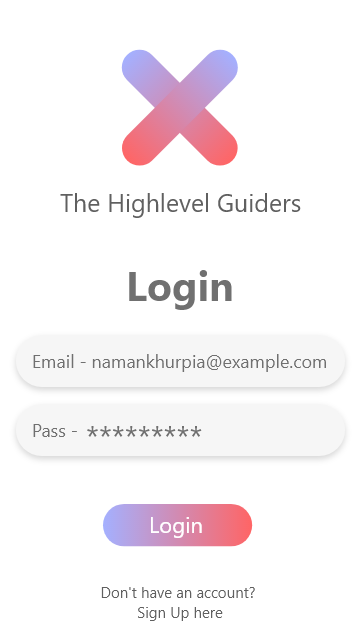 The Highlevel Guiders
Login
Email - namankhurpia@example.com
Pass - *********
Login
Don't have an account?
Sign Up here